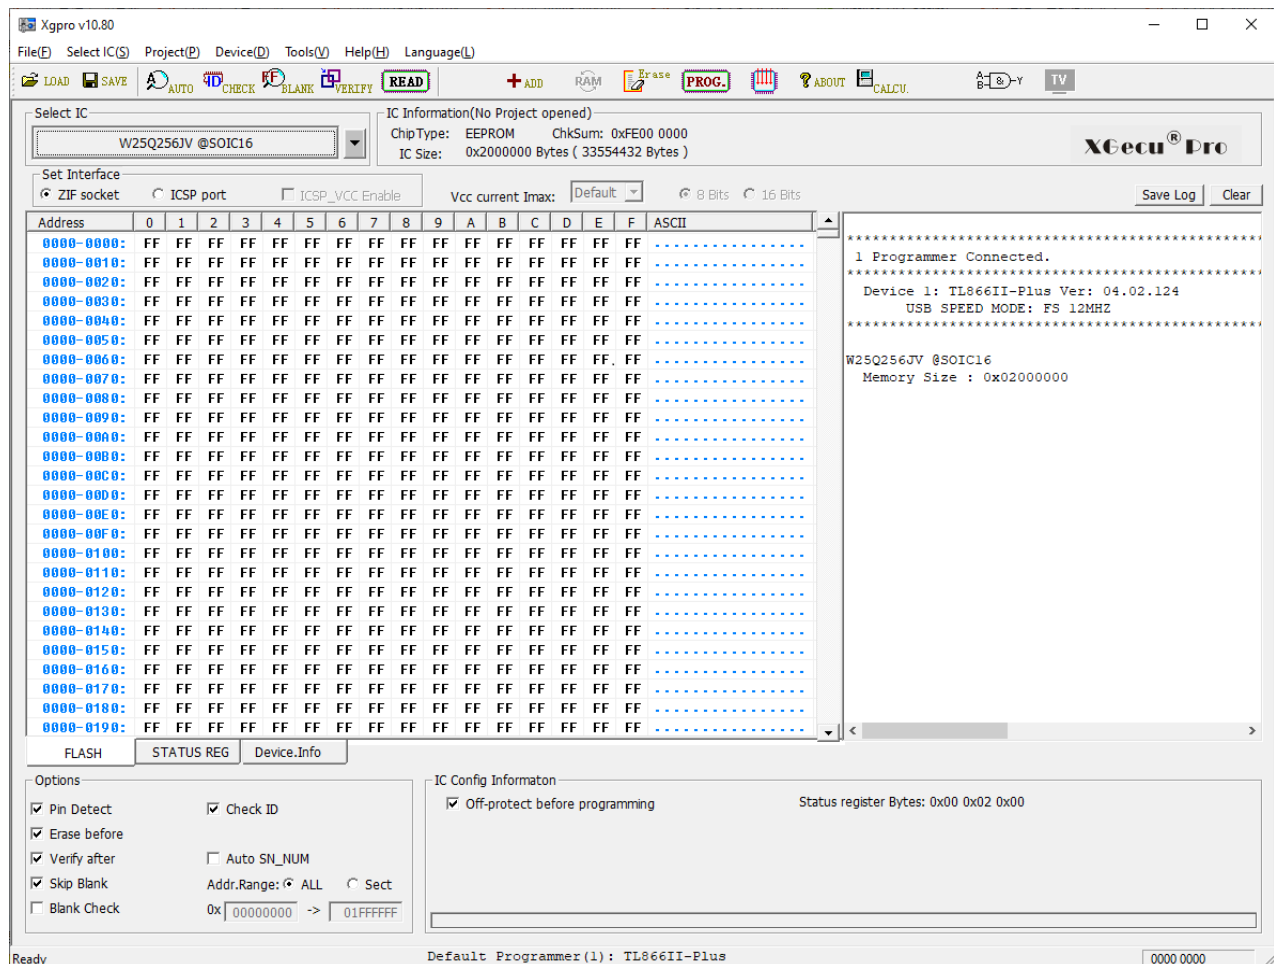 Xgpro v10.80
File(F) Select IC(S) Project(P) Device(D) Tools(V) Help(H) Language(L)
LOAD SAVE AUTO CHECK BLANK VERIFY READ ADD RAM Erase PROG. ABOUT CALCU. TV
Select IC
W25Q256JV @SOIC16
IC Information(No Project opened)
ChipType: EEPROM ChkSum: 0xFE00 0000
IC Size: 0x2000000 Bytes ( 33554432 Bytes )
XGecu® Pro
Set Interface
ZIF socket ICSP port ICSP_VCC Enable Vcc current Imax: Default 8 Bits 16 Bits Save Log Clear
Address 0 1 2 3 4 5 6 7 8 9 A B C D E F ASCII
0000-0000: FF FF FF FF FF FF FF FF FF FF FF FF FF FF FF FF ................
0000-0010: FF FF FF FF FF FF FF FF FF FF FF FF FF FF FF FF ................
0000-0020: FF FF FF FF FF FF FF FF FF FF FF FF FF FF FF FF ................
0000-0030: FF FF FF FF FF FF FF FF FF FF FF FF FF FF FF FF ................
0000-0040: FF FF FF FF FF FF FF FF FF FF FF FF FF FF FF FF ................
0000-0050: FF FF FF FF FF FF FF FF FF FF FF FF FF FF FF FF ................
0000-0060: FF FF FF FF FF FF FF FF FF FF FF FF FF FF FF FF ................
0000-0070: FF FF FF FF FF FF FF FF FF FF FF FF FF FF FF FF ................
0000-0080: FF FF FF FF FF FF FF FF FF FF FF FF FF FF FF FF ................
0000-0090: FF FF FF FF FF FF FF FF FF FF FF FF FF FF FF FF ................
0000-00A0: FF FF FF FF FF FF FF FF FF FF FF FF FF FF FF FF ................
0000-00B0: FF FF FF FF FF FF FF FF FF FF FF FF FF FF FF FF ................
0000-00C0: FF FF FF FF FF FF FF FF FF FF FF FF FF FF FF FF ................
0000-00D0: FF FF FF FF FF FF FF FF FF FF FF FF FF FF FF FF ................
0000-00E0: FF FF FF FF FF FF FF FF FF FF FF FF FF FF FF FF ................
0000-00F0: FF FF FF FF FF FF FF FF FF FF FF FF FF FF FF FF ................
0000-0100: FF FF FF FF FF FF FF FF FF FF FF FF FF FF FF FF ................
0000-0110: FF FF FF FF FF FF FF FF FF FF FF FF FF FF FF FF ................
0000-0120: FF FF FF FF FF FF FF FF FF FF FF FF FF FF FF FF ................
0000-0130: FF FF FF FF FF FF FF FF FF FF FF FF FF FF FF FF ................
0000-0140: FF FF FF FF FF FF FF FF FF FF FF FF FF FF FF FF ................
0000-0150: FF FF FF FF FF FF FF FF FF FF FF FF FF FF FF FF ................
0000-0160: FF FF FF FF FF FF FF FF FF FF FF FF FF FF FF FF ................
0000-0170: FF FF FF FF FF FF FF FF FF FF FF FF FF FF FF FF ................
0000-0180: FF FF FF FF FF FF FF FF FF FF FF FF FF FF FF FF ................
0000-0190: FF FF FF FF FF FF FF FF FF FF FF FF FF FF FF FF ................
*************************************************
1 Programmer Connected.
*************************************************
Device 1: TL866II-Plus Ver: 04.02.124
USB SPEED MODE: FS 12MHZ
*************************************************
W25Q256JV @SOIC16
Memory Size : 0x02000000
FLASH STATUS REG Device.Info
Options
Pin Detect Check ID
Erase before
Verify after Auto SN_NUM
Skip Blank Addr.Range: ALL Sect
Blank Check 0x 00000000 -> 01FFFFFF
IC Config Informaton
Off-protect before programming Status register Bytes: 0x00 0x02 0x00
Ready Default Programmer(1): TL866II-Plus 0000 0000